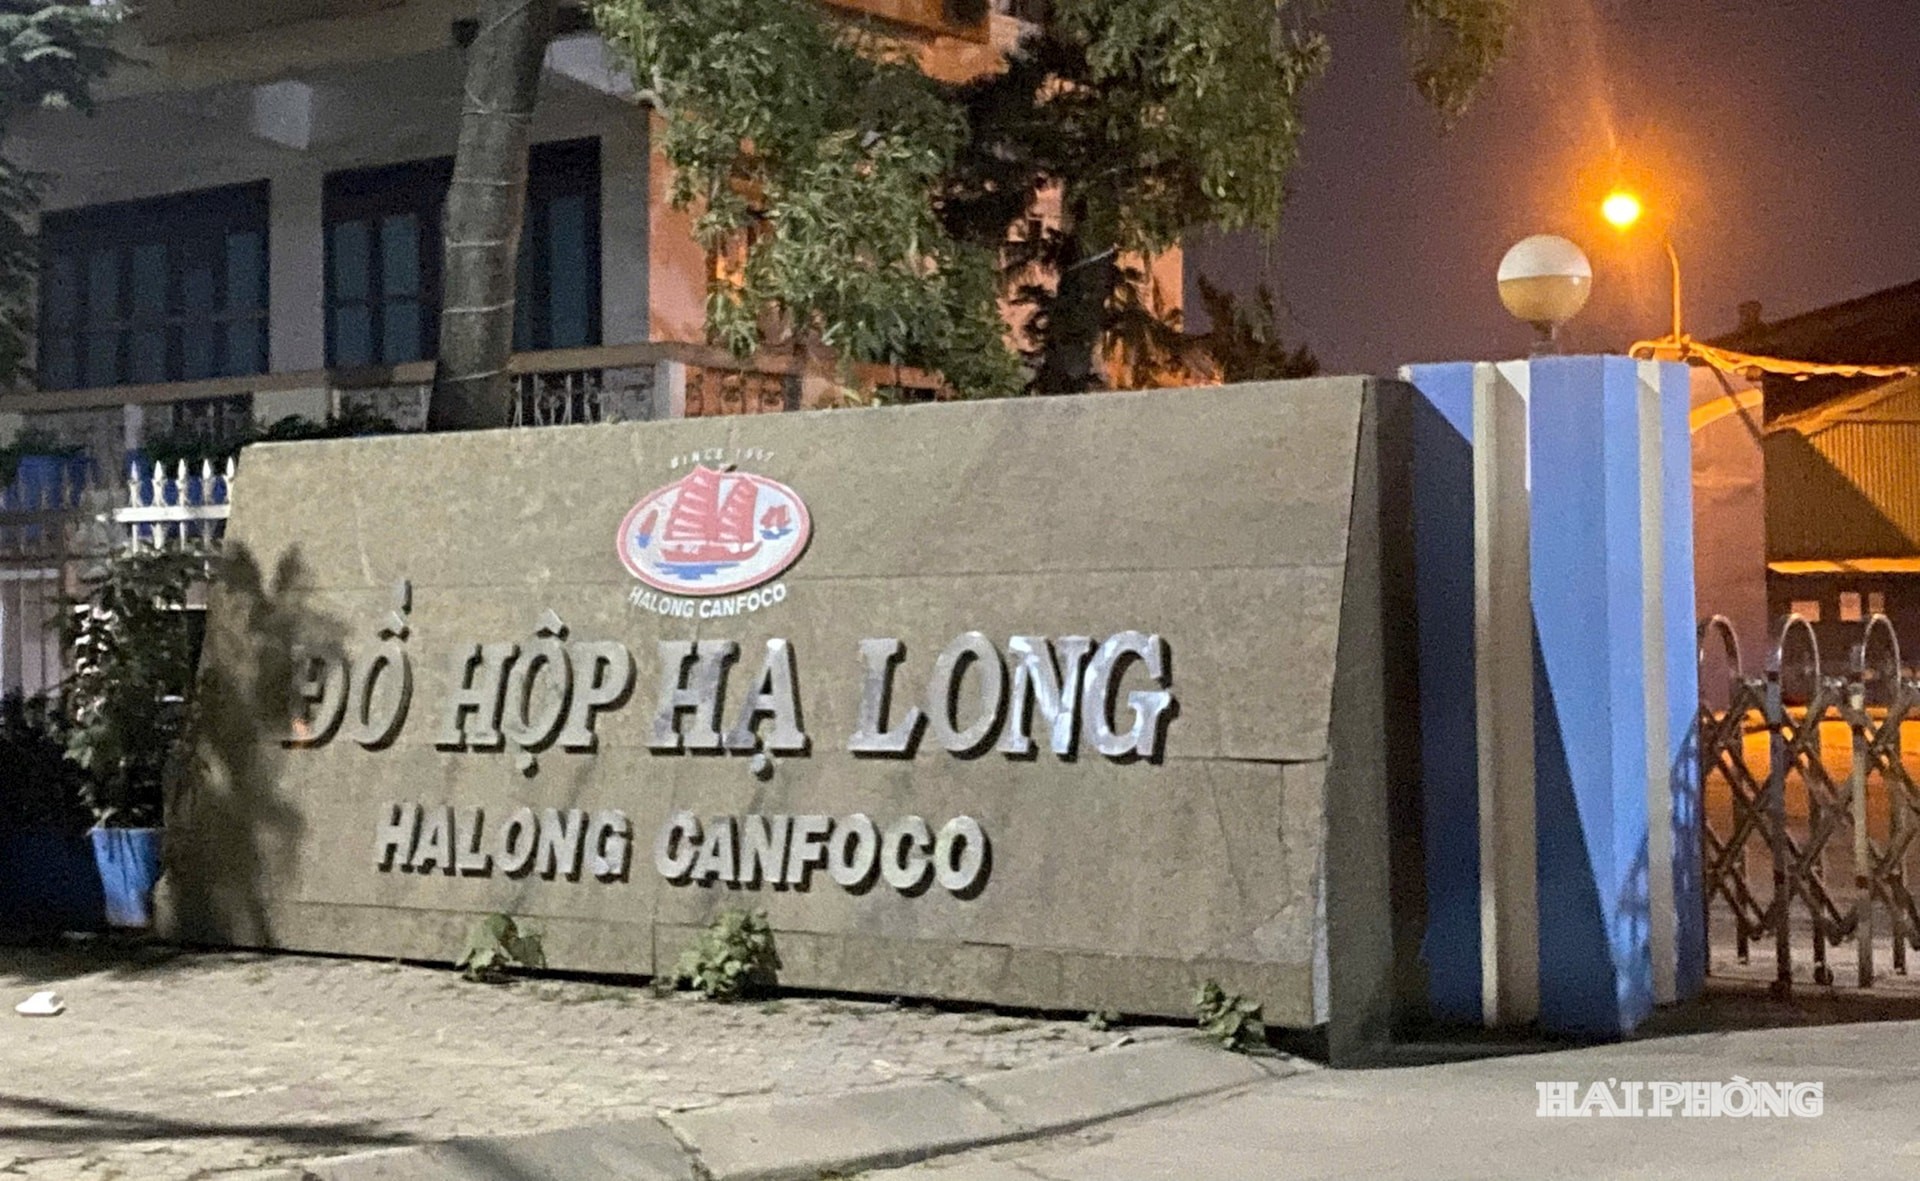 SINCE 1957
HALONG CANFOCO
ĐỒ HỘP HẠ LONG
HALONG CANFOCO
HẢI PHÒNG